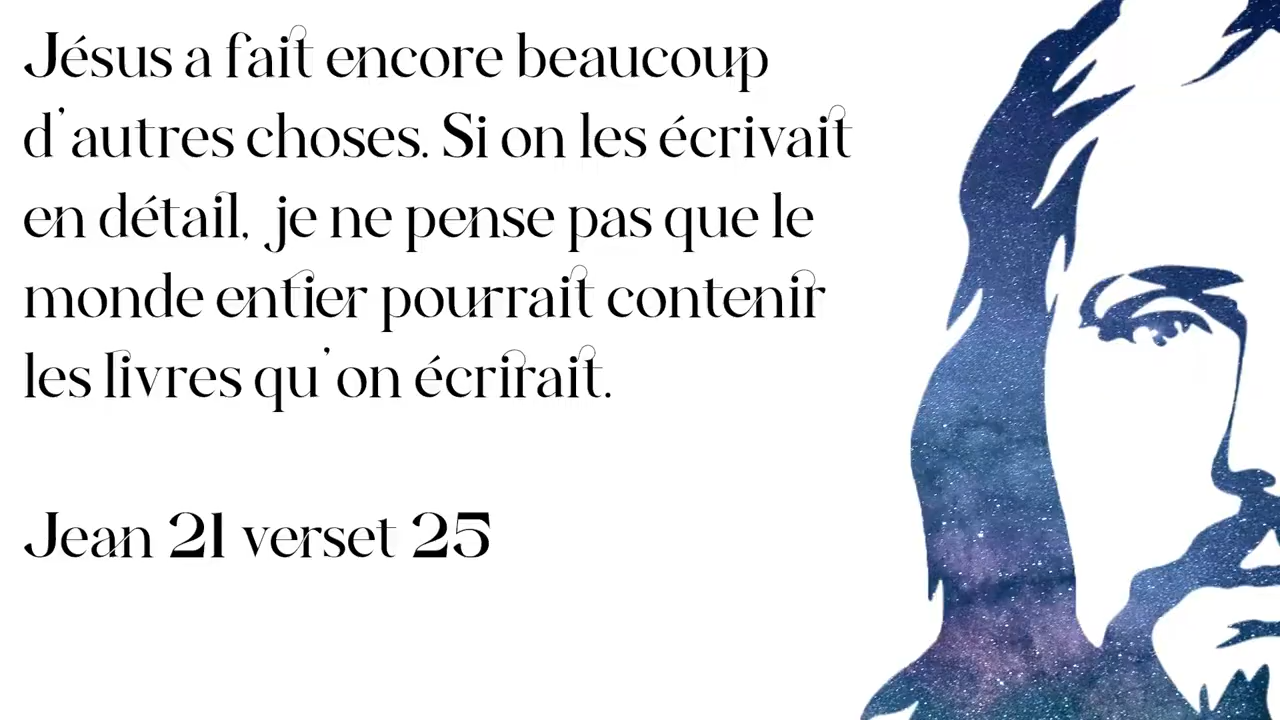 Jésus a fait encore beaucoup
d'autres choses. Si on les écrivait
en détail, je ne pense pas que le
monde entier pourrait contenir
les livres qu'on écrirait.
Jean 21 verset 25